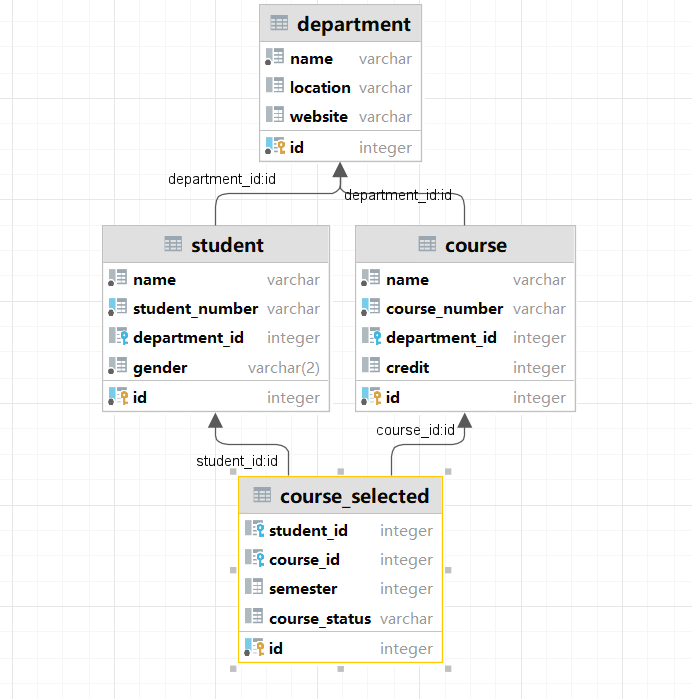 department
name varchar
location varchar
website varchar
id integer
department_id:id
department_id:id
student
name varchar
student_number varchar
department_id integer
gender varchar(2)
id integer
course
name varchar
course_number varchar
department_id integer
credit integer
id integer
student_id:id
course_id:id
course_selected
student_id integer
course_id integer
semester integer
course_status varchar
id integer